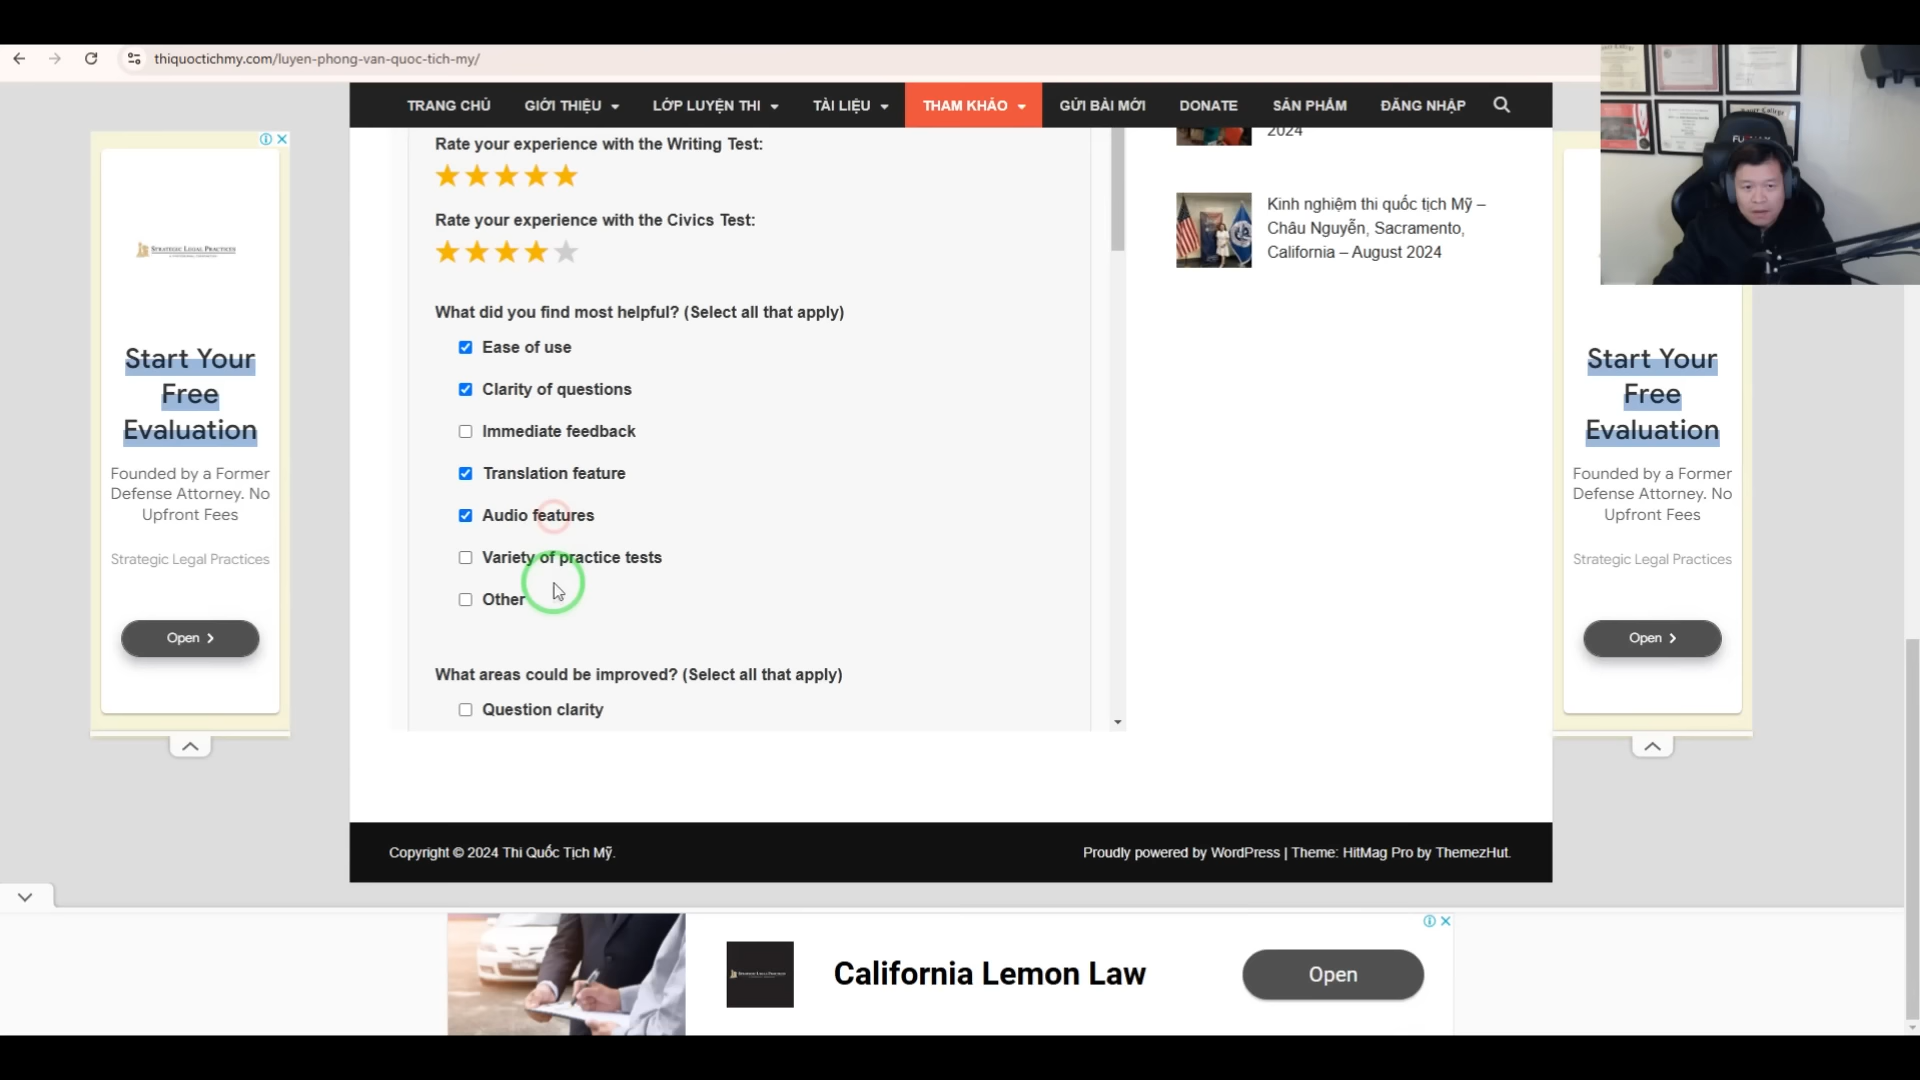 thiquoctichmy.com/luyen-phong-van-quoc-tich-my/
TRANG CHỦ
GIỚI THIỆU
LỚP LUYỆN THI
TÀI LIỆU
THAM KHẢO
GỬI BÀI MỚI
DONATE
SẢN PHẨM
ĐĂNG NHẬP
Rate your experience with the Writing Test:
Rate your experience with the Civics Test:
What did you find most helpful? (Select all that apply)
Ease of use
Clarity of questions
Immediate feedback
Translation feature
Audio features
Variety of practice tests
Other
What areas could be improved? (Select all that apply)
Question clarity
2024
Kinh nghiệm thi quốc tịch Mỹ –
Châu Nguyễn, Sacramento,
California – August 2024
STRATEGIC LEGAL PRACTICES
Start Your
Free
Evaluation
Founded by a Former
Defense Attorney. No
Upfront Fees
Strategic Legal Practices
Open
Start Your
Free
Evaluation
Founded by a Former
Defense Attorney. No
Upfront Fees
Strategic Legal Practices
Open
Copyright © 2024 Thi Quốc Tịch Mỹ.
Proudly powered by WordPress | Theme: HitMag Pro by ThemezHut.
California Lemon Law
Open